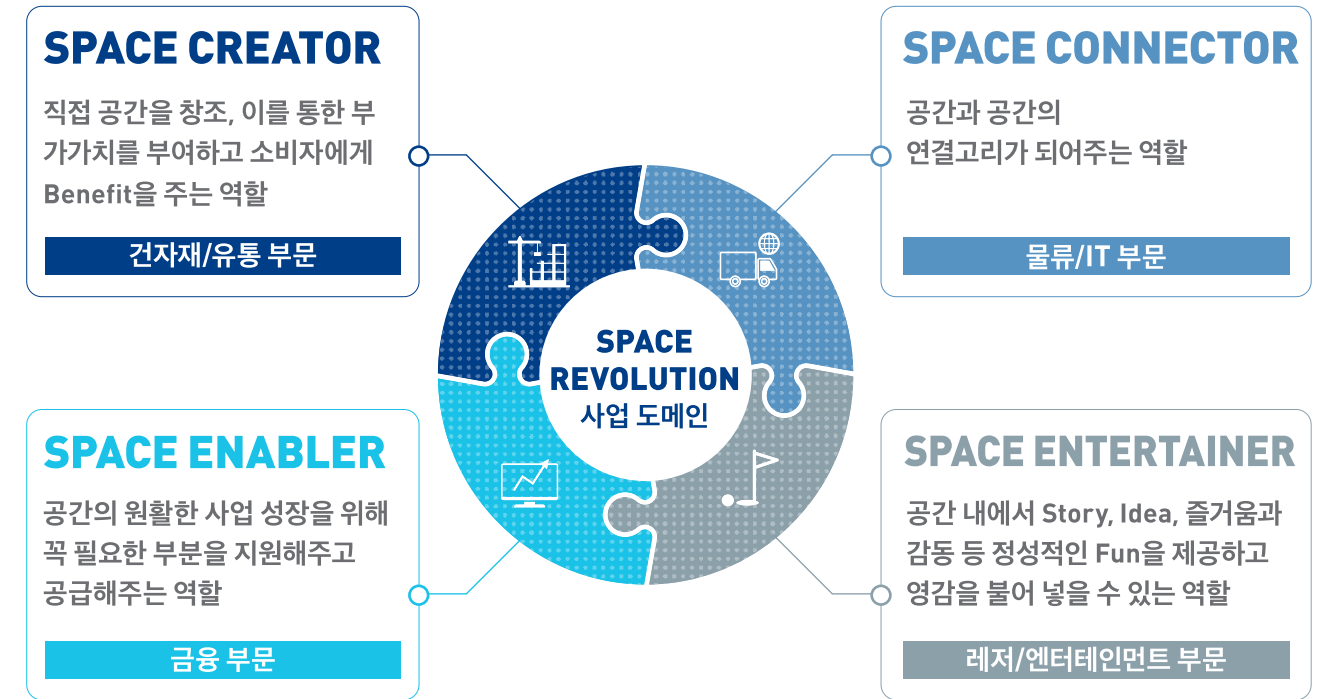 SPACE CREATOR
직접 공간을 창조, 이를 통한 부
가가치를 부여하고 소비자에게
Benefit을 주는 역할
건자재/유통 부문
SPACE CONNECTOR
공간과 공간의
연결고리가 되어주는 역할
물류/IT 부문
SPACE
REVOLUTION
사업 도메인
SPACE ENABLER
공간의 원활한 사업 성장을 위해
꼭 필요한 부분을 지원해주고
공급해주는 역할
금융 부문
SPACE ENTERTAINER
공간 내에서 Story, Idea, 즐거움과
감동 등 정성적인 Fun을 제공하고
영감을 불어 넣을 수 있는 역할
레저/엔터테인먼트 부문